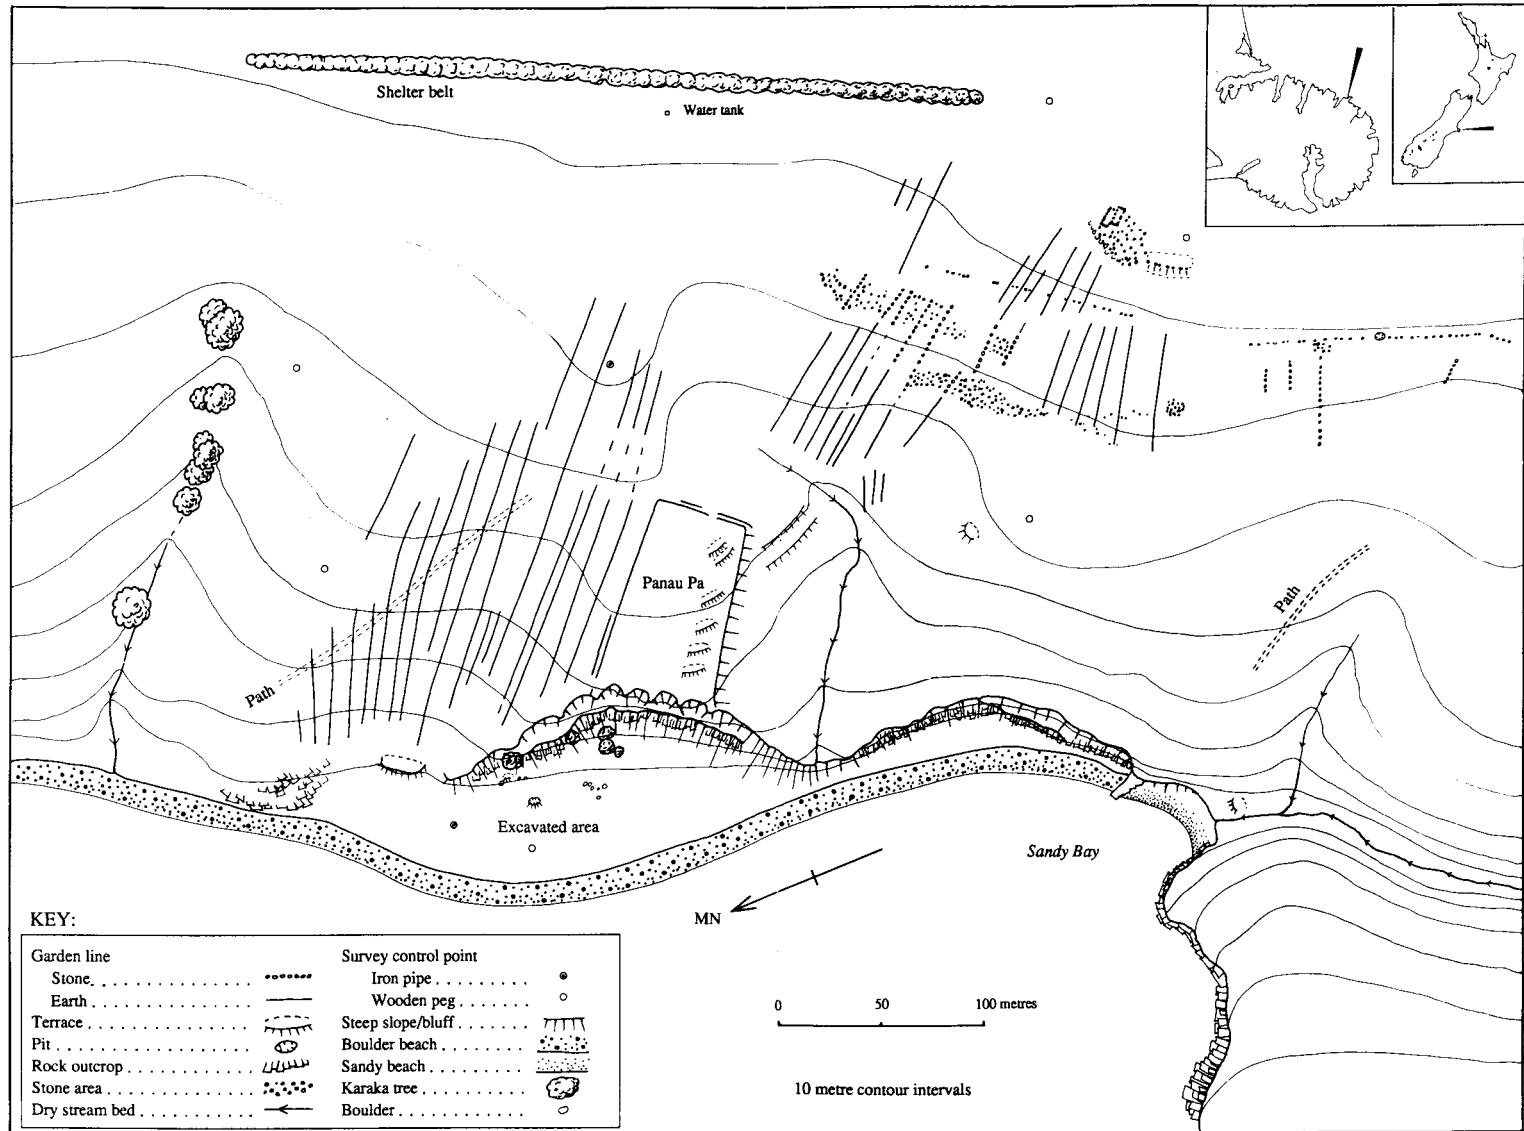 Shelter belt
Water tank
Panau Pa
Path
Path
Excavated area
Sandy Bay
MN
KEY:
Garden line
Stone
Earth
Terrace
Pit
Rock outcrop
Stone area
Dry stream bed
Survey control point
Iron pipe
Wooden peg
Steep slope/bluff
Boulder beach
Sandy beach
Karaka tree
Boulder
0 50 100 metres
10 metre contour intervals